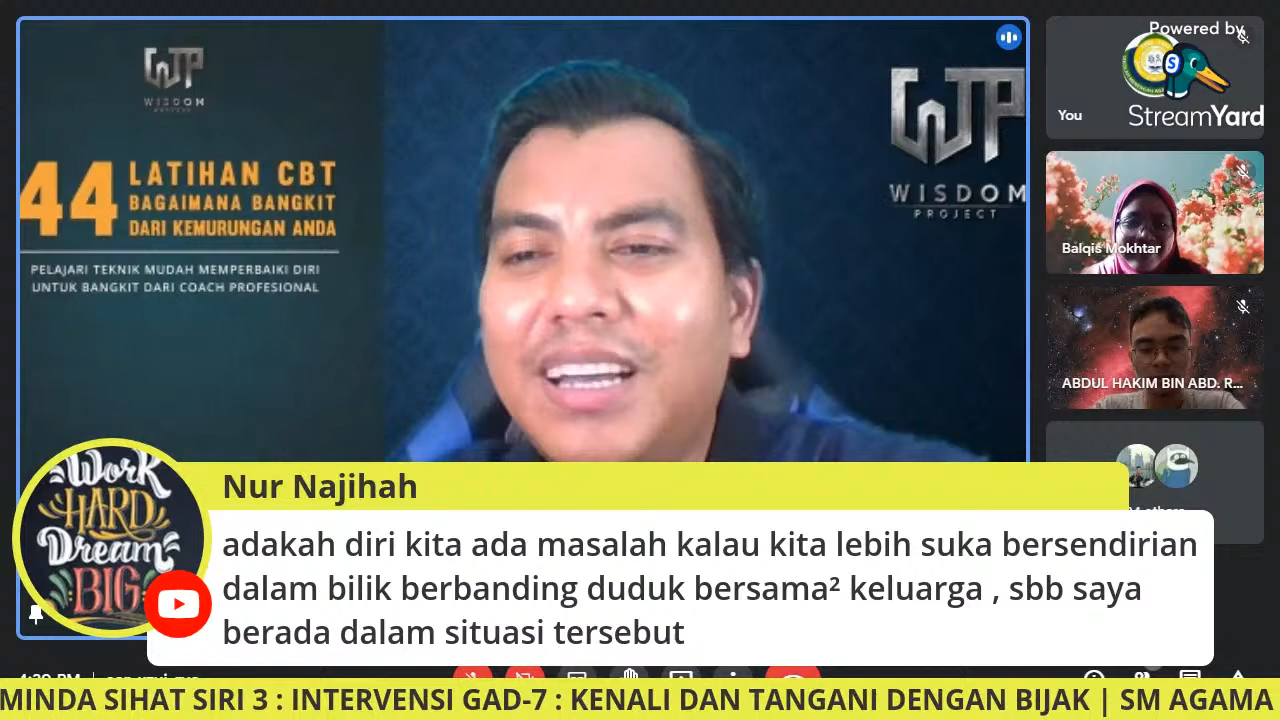 WISDOM
PROJECT
44 LATIHAN CBT
BAGAIMANA BANGKIT
DARI KEMURUNGAN ANDA
PELAJARI TEKNIK MUDAH MEMPERBAIKI DIRI
UNTUK BANGKIT DARI COACH PROFESIONAL
WISDOM
PROJECT
Powered by
StreamYard
You
Balqis Mokhtar
ABDUL HAKIM BIN ABD. R...
Work
HARD
Dream
BIG
Nur Najihah
adakah diri kita ada masalah kalau kita lebih suka bersendirian
dalam bilik berbanding duduk bersama² keluarga , sbb saya
berada dalam situasi tersebut
MINDA SIHAT SIRI 3 : INTERVENSI GAD-7 : KENALI DAN TANGANI DENGAN BIJAK | SM AGAMA